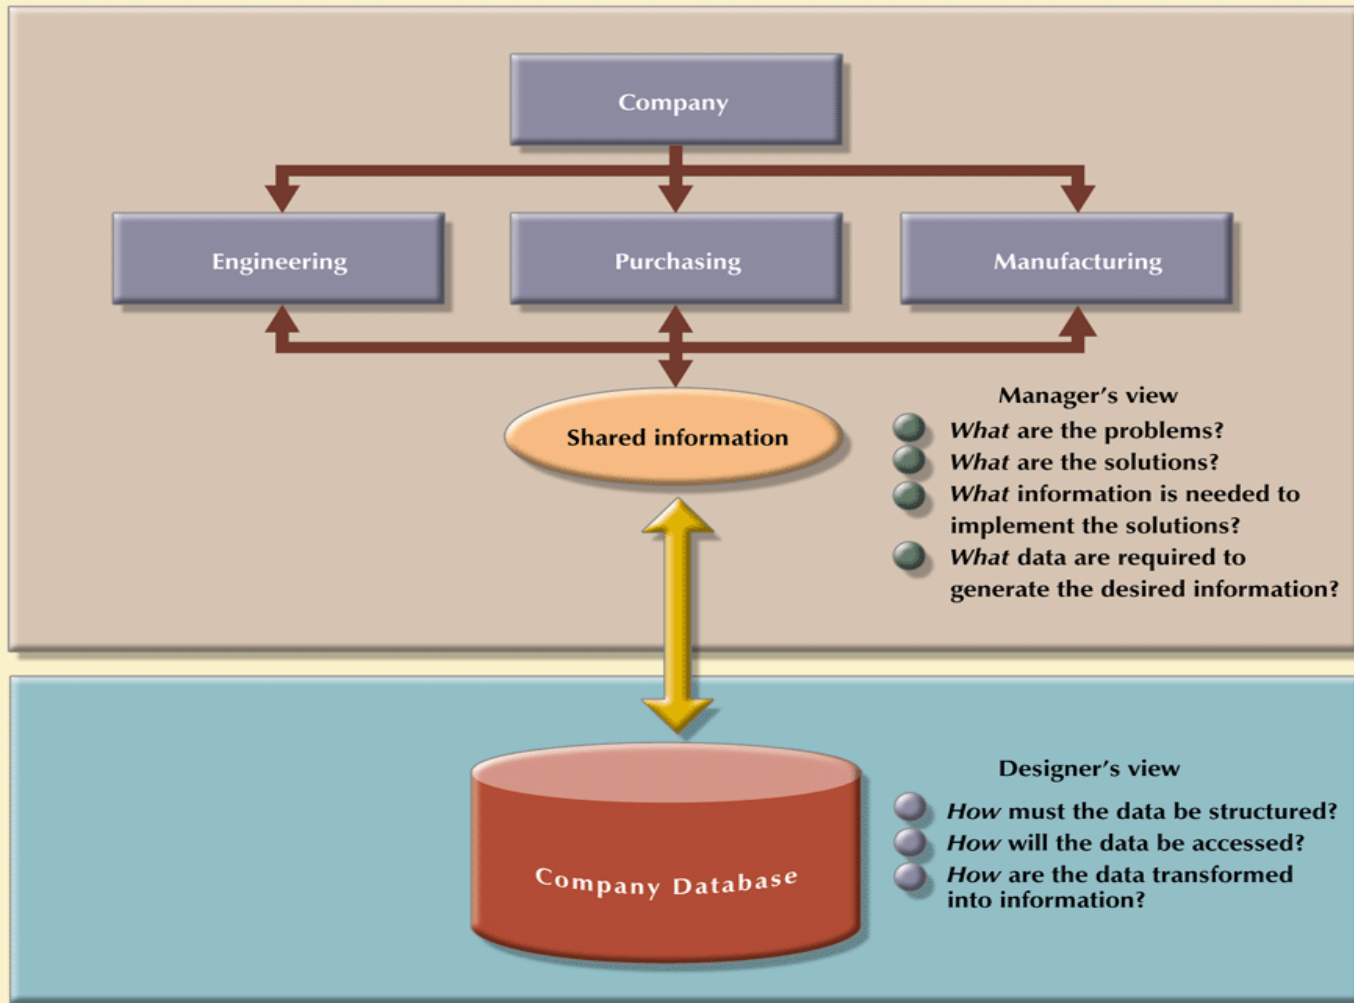 Company
Engineering
Purchasing
Manufacturing
Shared information
Manager’s view
What are the problems?
What are the solutions?
What information is needed to
implement the solutions?
What data are required to
generate the desired information?
Company Database
Designer’s view
How must the data be structured?
How will the data be accessed?
How are the data transformed
into information?